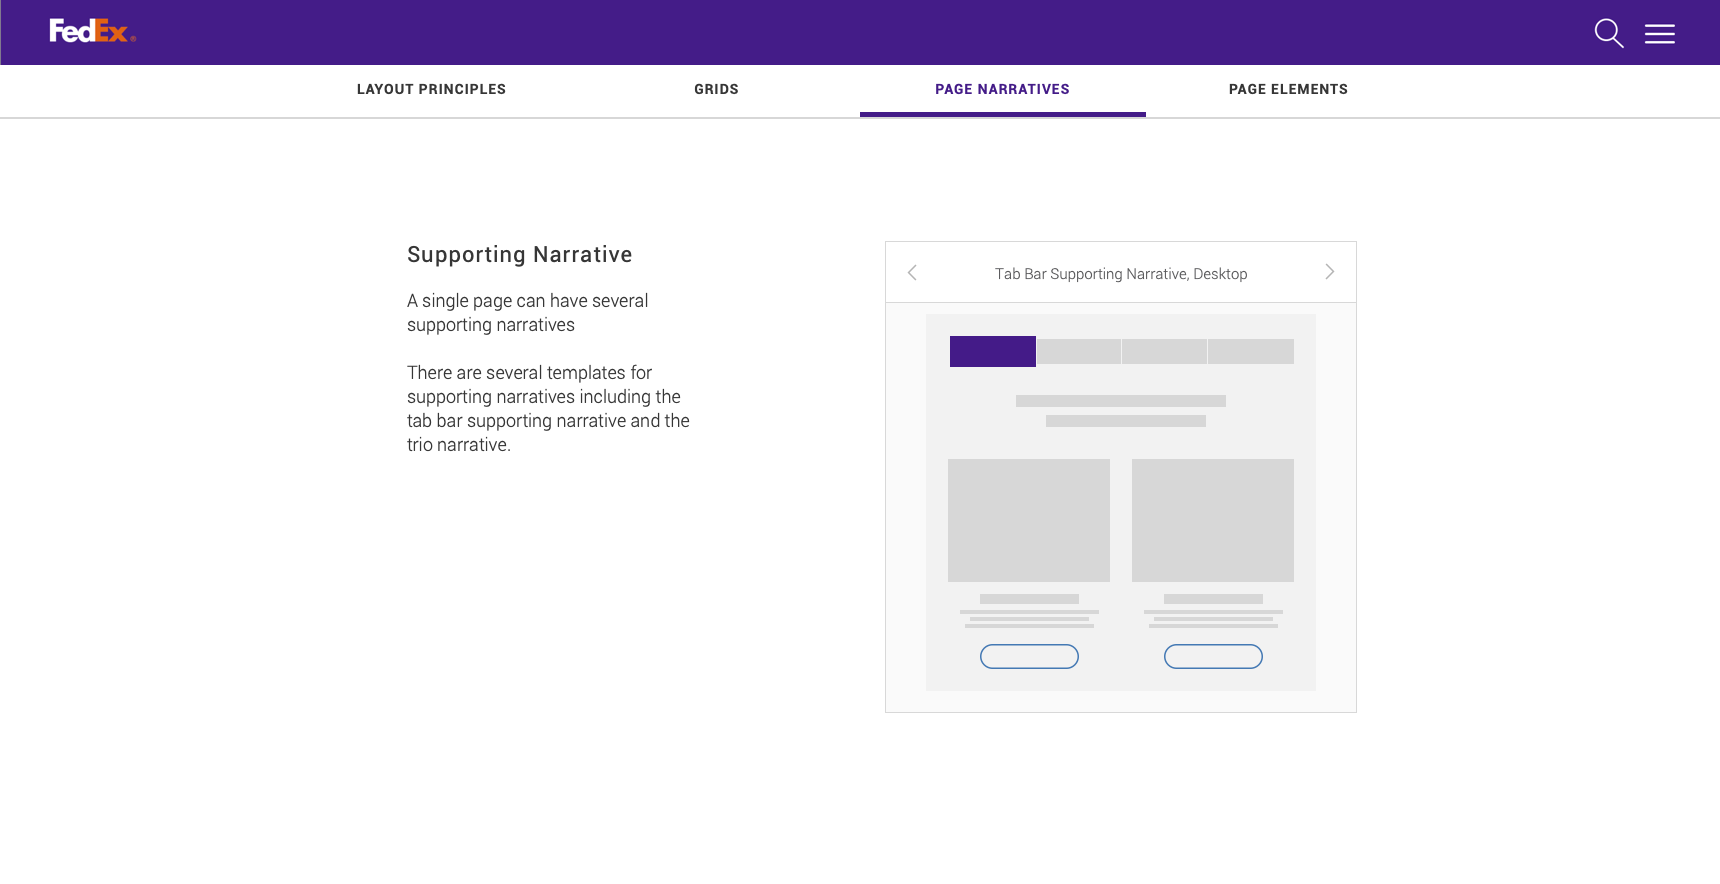 FedEx®
LAYOUT PRINCIPLES
GRIDS
PAGE NARRATIVES
PAGE ELEMENTS
Supporting Narrative
A single page can have several
supporting narratives
There are several templates for
supporting narratives including the
tab bar supporting narrative and the
trio narrative.
Tab Bar Supporting Narrative, Desktop